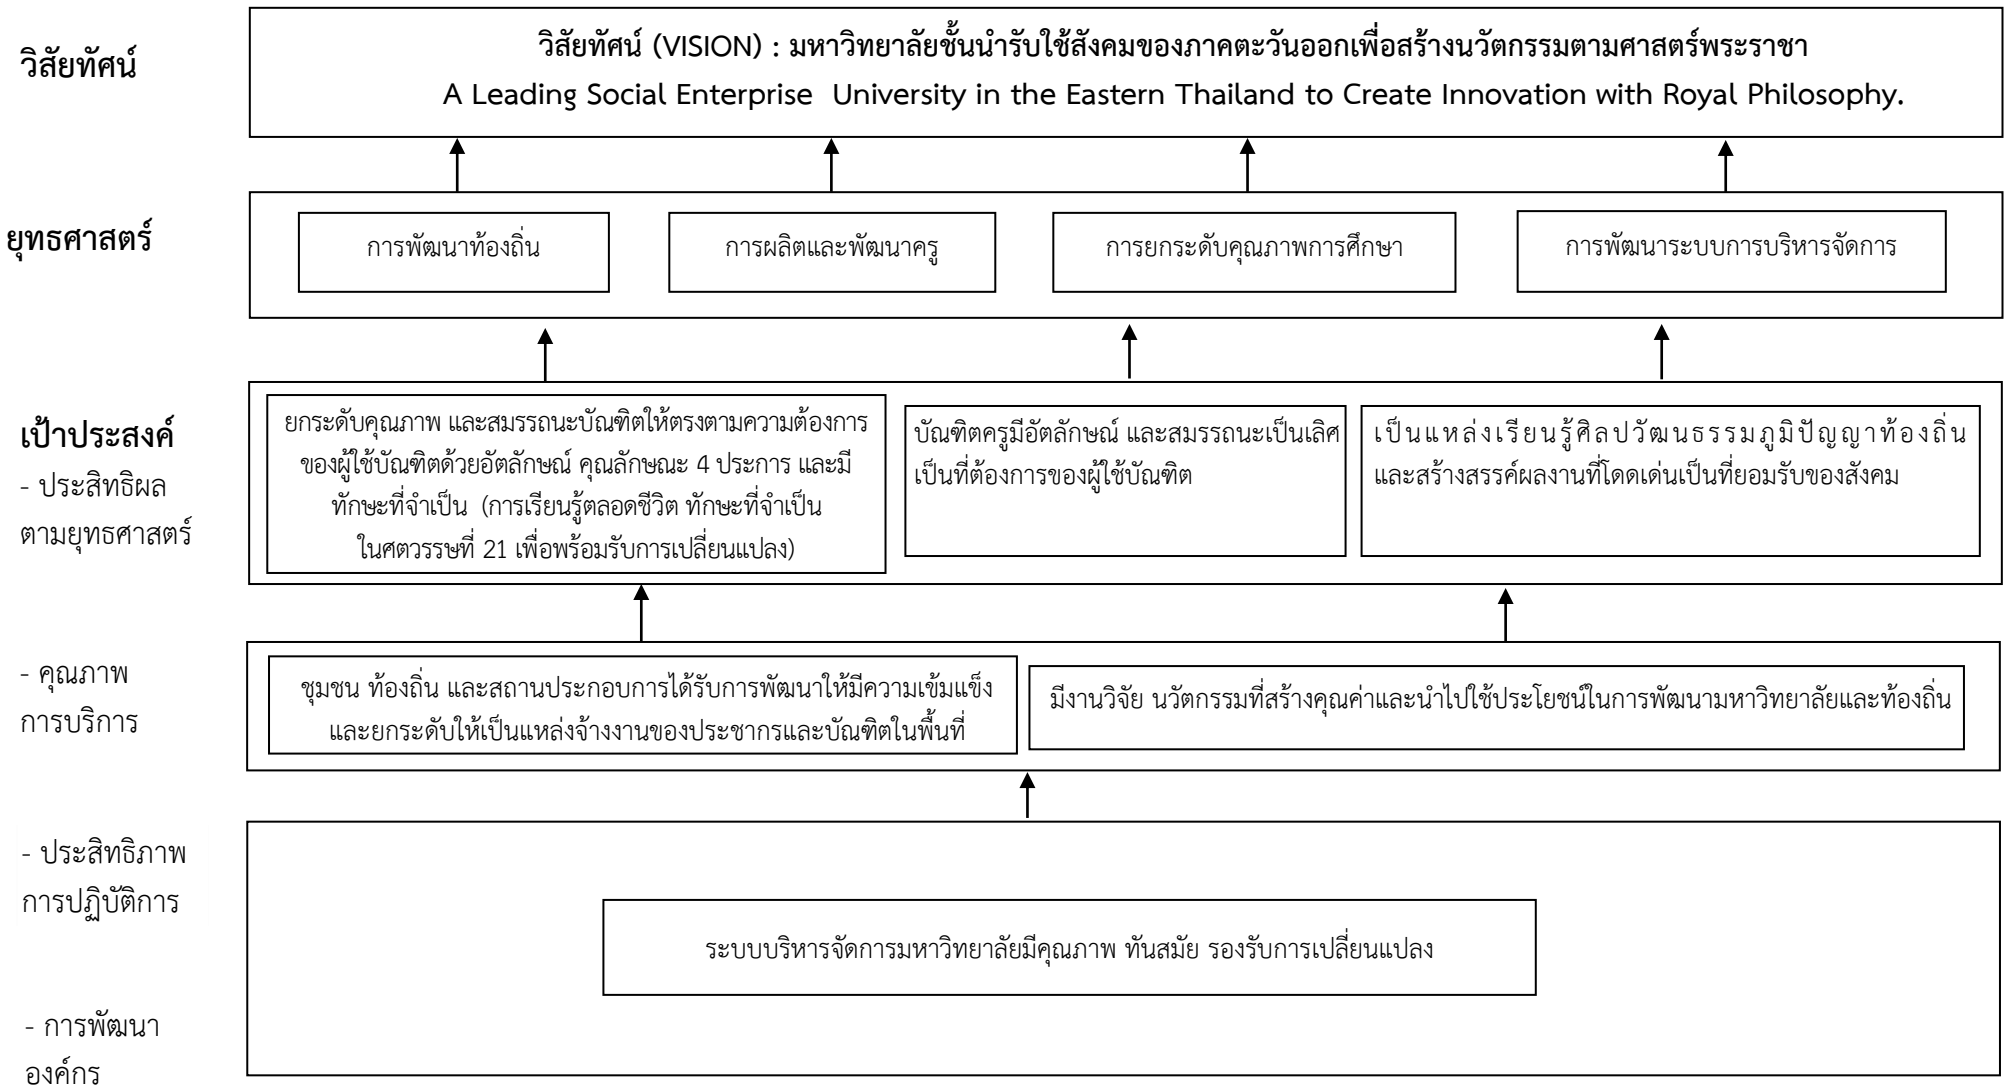 วิสัยทัศน์
วิสัยทัศน์ (VISION) : มหาวิทยาลัยชั้นนำรับใช้สังคมของภาคตะวันออกเพื่อสร้างนวัตกรรมตามศาสตร์พระราชา
A Leading Social Enterprise University in the Eastern Thailand to Create Innovation with Royal Philosophy.
ยุทธศาสตร์
การพัฒนาท้องถิ่น
การผลิตและพัฒนาครู
การยกระดับคุณภาพการศึกษา
การพัฒนาระบบการบริหารจัดการ
เป้าประสงค์
- ประสิทธิผล
ตามยุทธศาสตร์
ยกระดับคุณภาพ และสมรรถนะบัณฑิตให้ตรงตามความต้องการ
ของผู้ใช้บัณฑิตด้วยอัตลักษณ์ คุณลักษณะ 4 ประการ และมี
ทักษะที่จำเป็น (การเรียนรู้ตลอดชีวิต ทักษะที่จำเป็น
ในศตวรรษที่ 21 เพื่อพร้อมรับการเปลี่ยนแปลง)
บัณฑิตครูมีอัตลักษณ์ และสมรรถนะเป็นเลิศ
เป็นที่ต้องการของผู้ใช้บัณฑิต
เป็นแหล่งเรียนรู้ศิลปวัฒนธรรมภูมิปัญญาท้องถิ่น
และสร้างสรรค์ผลงานที่โดดเด่นเป็นที่ยอมรับของสังคม
- คุณภาพ
การบริการ
ชุมชน ท้องถิ่น และสถานประกอบการได้รับการพัฒนาให้มีความเข้มแข็ง
และยกระดับให้เป็นแหล่งจ้างงานของประชากรและบัณฑิตในพื้นที่
มีงานวิจัย นวัตกรรมที่สร้างคุณค่าและนำไปใช้ประโยชน์ในการพัฒนามหาวิทยาลัยและท้องถิ่น
- ประสิทธิภาพ
การปฏิบัติการ
ระบบบริหารจัดการมหาวิทยาลัยมีคุณภาพ ทันสมัย รองรับการเปลี่ยนแปลง
- การพัฒนา
องค์กร